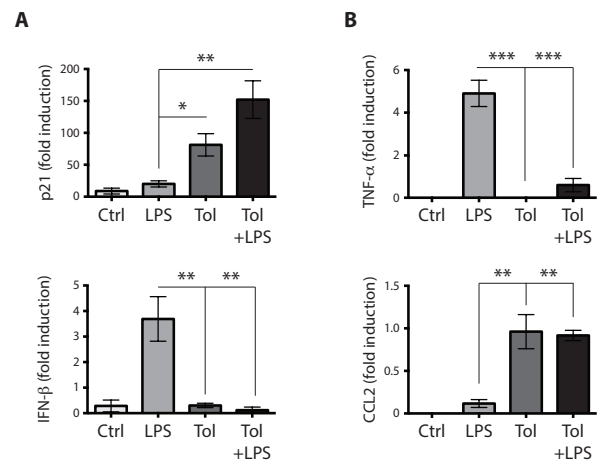 A
p21 (fold induction)
200
150
100
50
0
*
**
Ctrl LPS Tol Tol
+LPS
IFN-β (fold induction)
5
4
3
2
1
0
** **
Ctrl LPS Tol Tol
+LPS
B
TNF-α (fold induction)
6
4
2
0
*** ***
Ctrl LPS Tol Tol
+LPS
CCL2 (fold induction)
1.5
1.0
0.5
0
** **
Ctrl LPS Tol Tol
+LPS